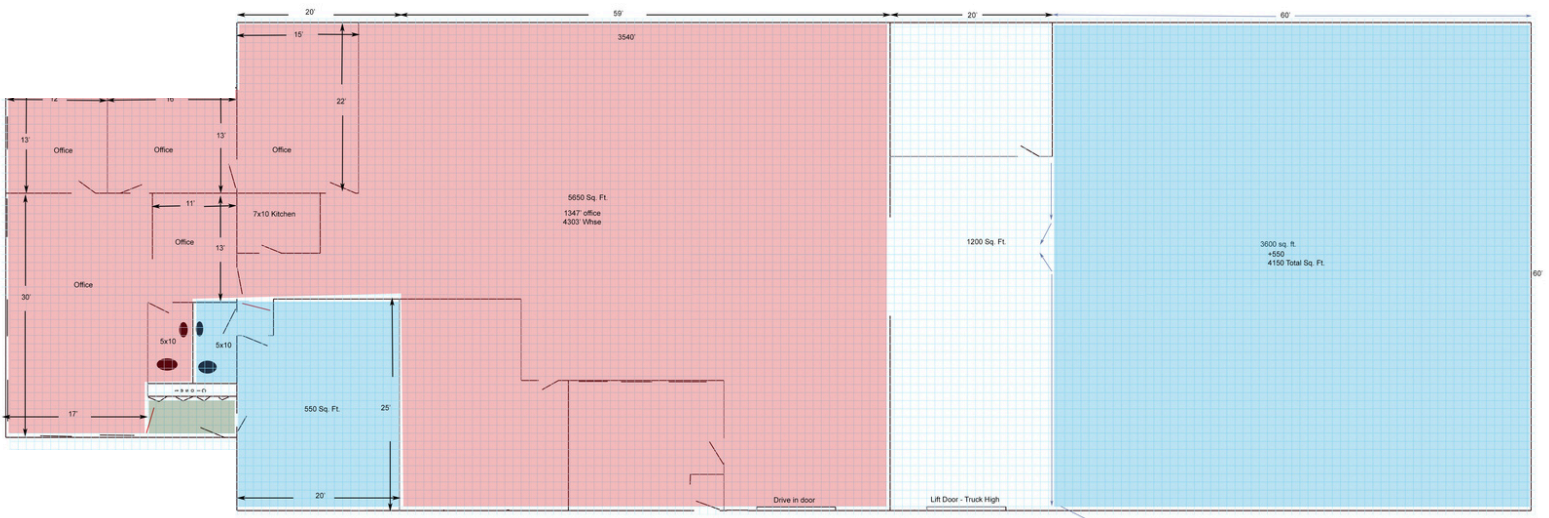 20'
59'
20'
60'
15'
3540'
12
16
22'
13'
13'
Office
Office
Office
5650 Sq. Ft.
1347' office
4303' Whse
11'
7x10 Kitchen
Office
13'
1200 Sq. Ft.
3600 sq. ft.
+550
4150 Total Sq. Ft.
60'
Office
30'
5x10
5x10
17'
550 Sq. Ft.
25'
20'
Drive in door
Lift Door - Truck High